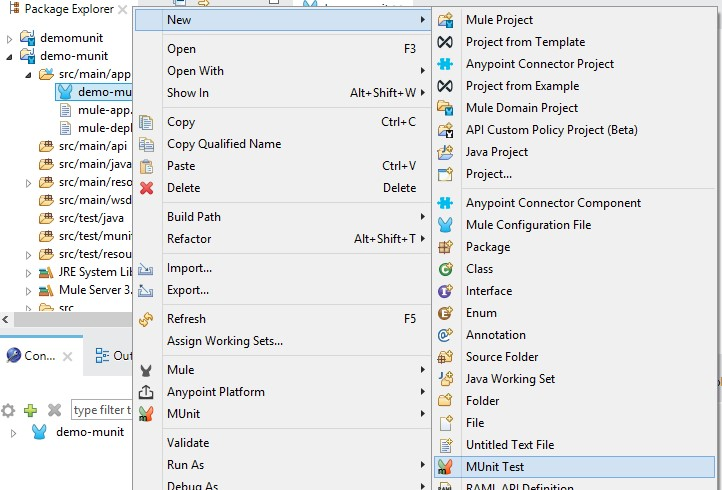 Package Explorer
demomunit
demo-munit
src/main/app
demo-mu
mule-app.
mule-depl
src/main/api
src/main/java
src/main/reso
src/main/wsd
src/test/java
src/test/muni
src/test/resou
JRE System Lib
Mule Server 3.
src
Con...
Out
type filter t
demo-munit
New
Open F3
Open With
Show In Alt+Shift+W
Copy Ctrl+C
Copy Qualified Name
Paste Ctrl+V
Delete Delete
Build Path
Refactor Alt+Shift+T
Import...
Export...
Refresh F5
Assign Working Sets...
Mule
Anypoint Platform
MUnit
Validate
Run As
Debug As
Mule Project
Project from Template
Anypoint Connector Project
Project from Example
Mule Domain Project
API Custom Policy Project (Beta)
Java Project
Project...
Anypoint Connector Component
Mule Configuration File
Package
Class
Interface
Enum
Annotation
Source Folder
Java Working Set
Folder
File
Untitled Text File
MUnit Test
RAML API Definition